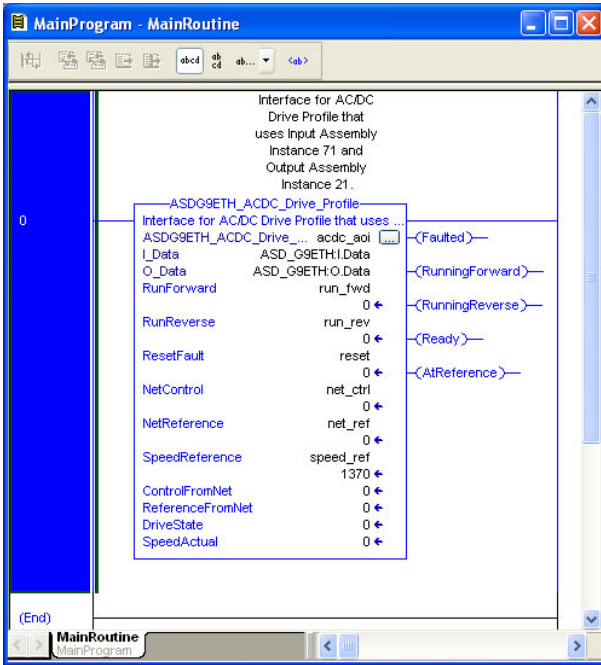 MainProgram - MainRoutine
abcd
ab
cd
ab...
<ab>
Interface for AC/DC
Drive Profile that
uses Input Assembly
Instance 71 and
Output Assembly
Instance 21.
ASDG9ETH_ACDC_Drive_Profile
0
Interface for AC/DC Drive Profile that uses ...
ASDG9ETH_ACDC_Drive_... acdc_aoi ... (Faulted)
I_Data ASD_G9ETH:I.Data
O_Data ASD_G9ETH:O.Data (RunningForward)
RunForward run_fwd
0 (RunningReverse)
RunReverse run_rev
0 (Ready)
ResetFault reset
0 (AtReference)
NetControl net_ctrl
0
NetReference net_ref
0
SpeedReference speed_ref
1370
ControlFromNet 0
ReferenceFromNet 0
DriveState 0
SpeedActual 0
(End)
MainRoutine
MainProgram